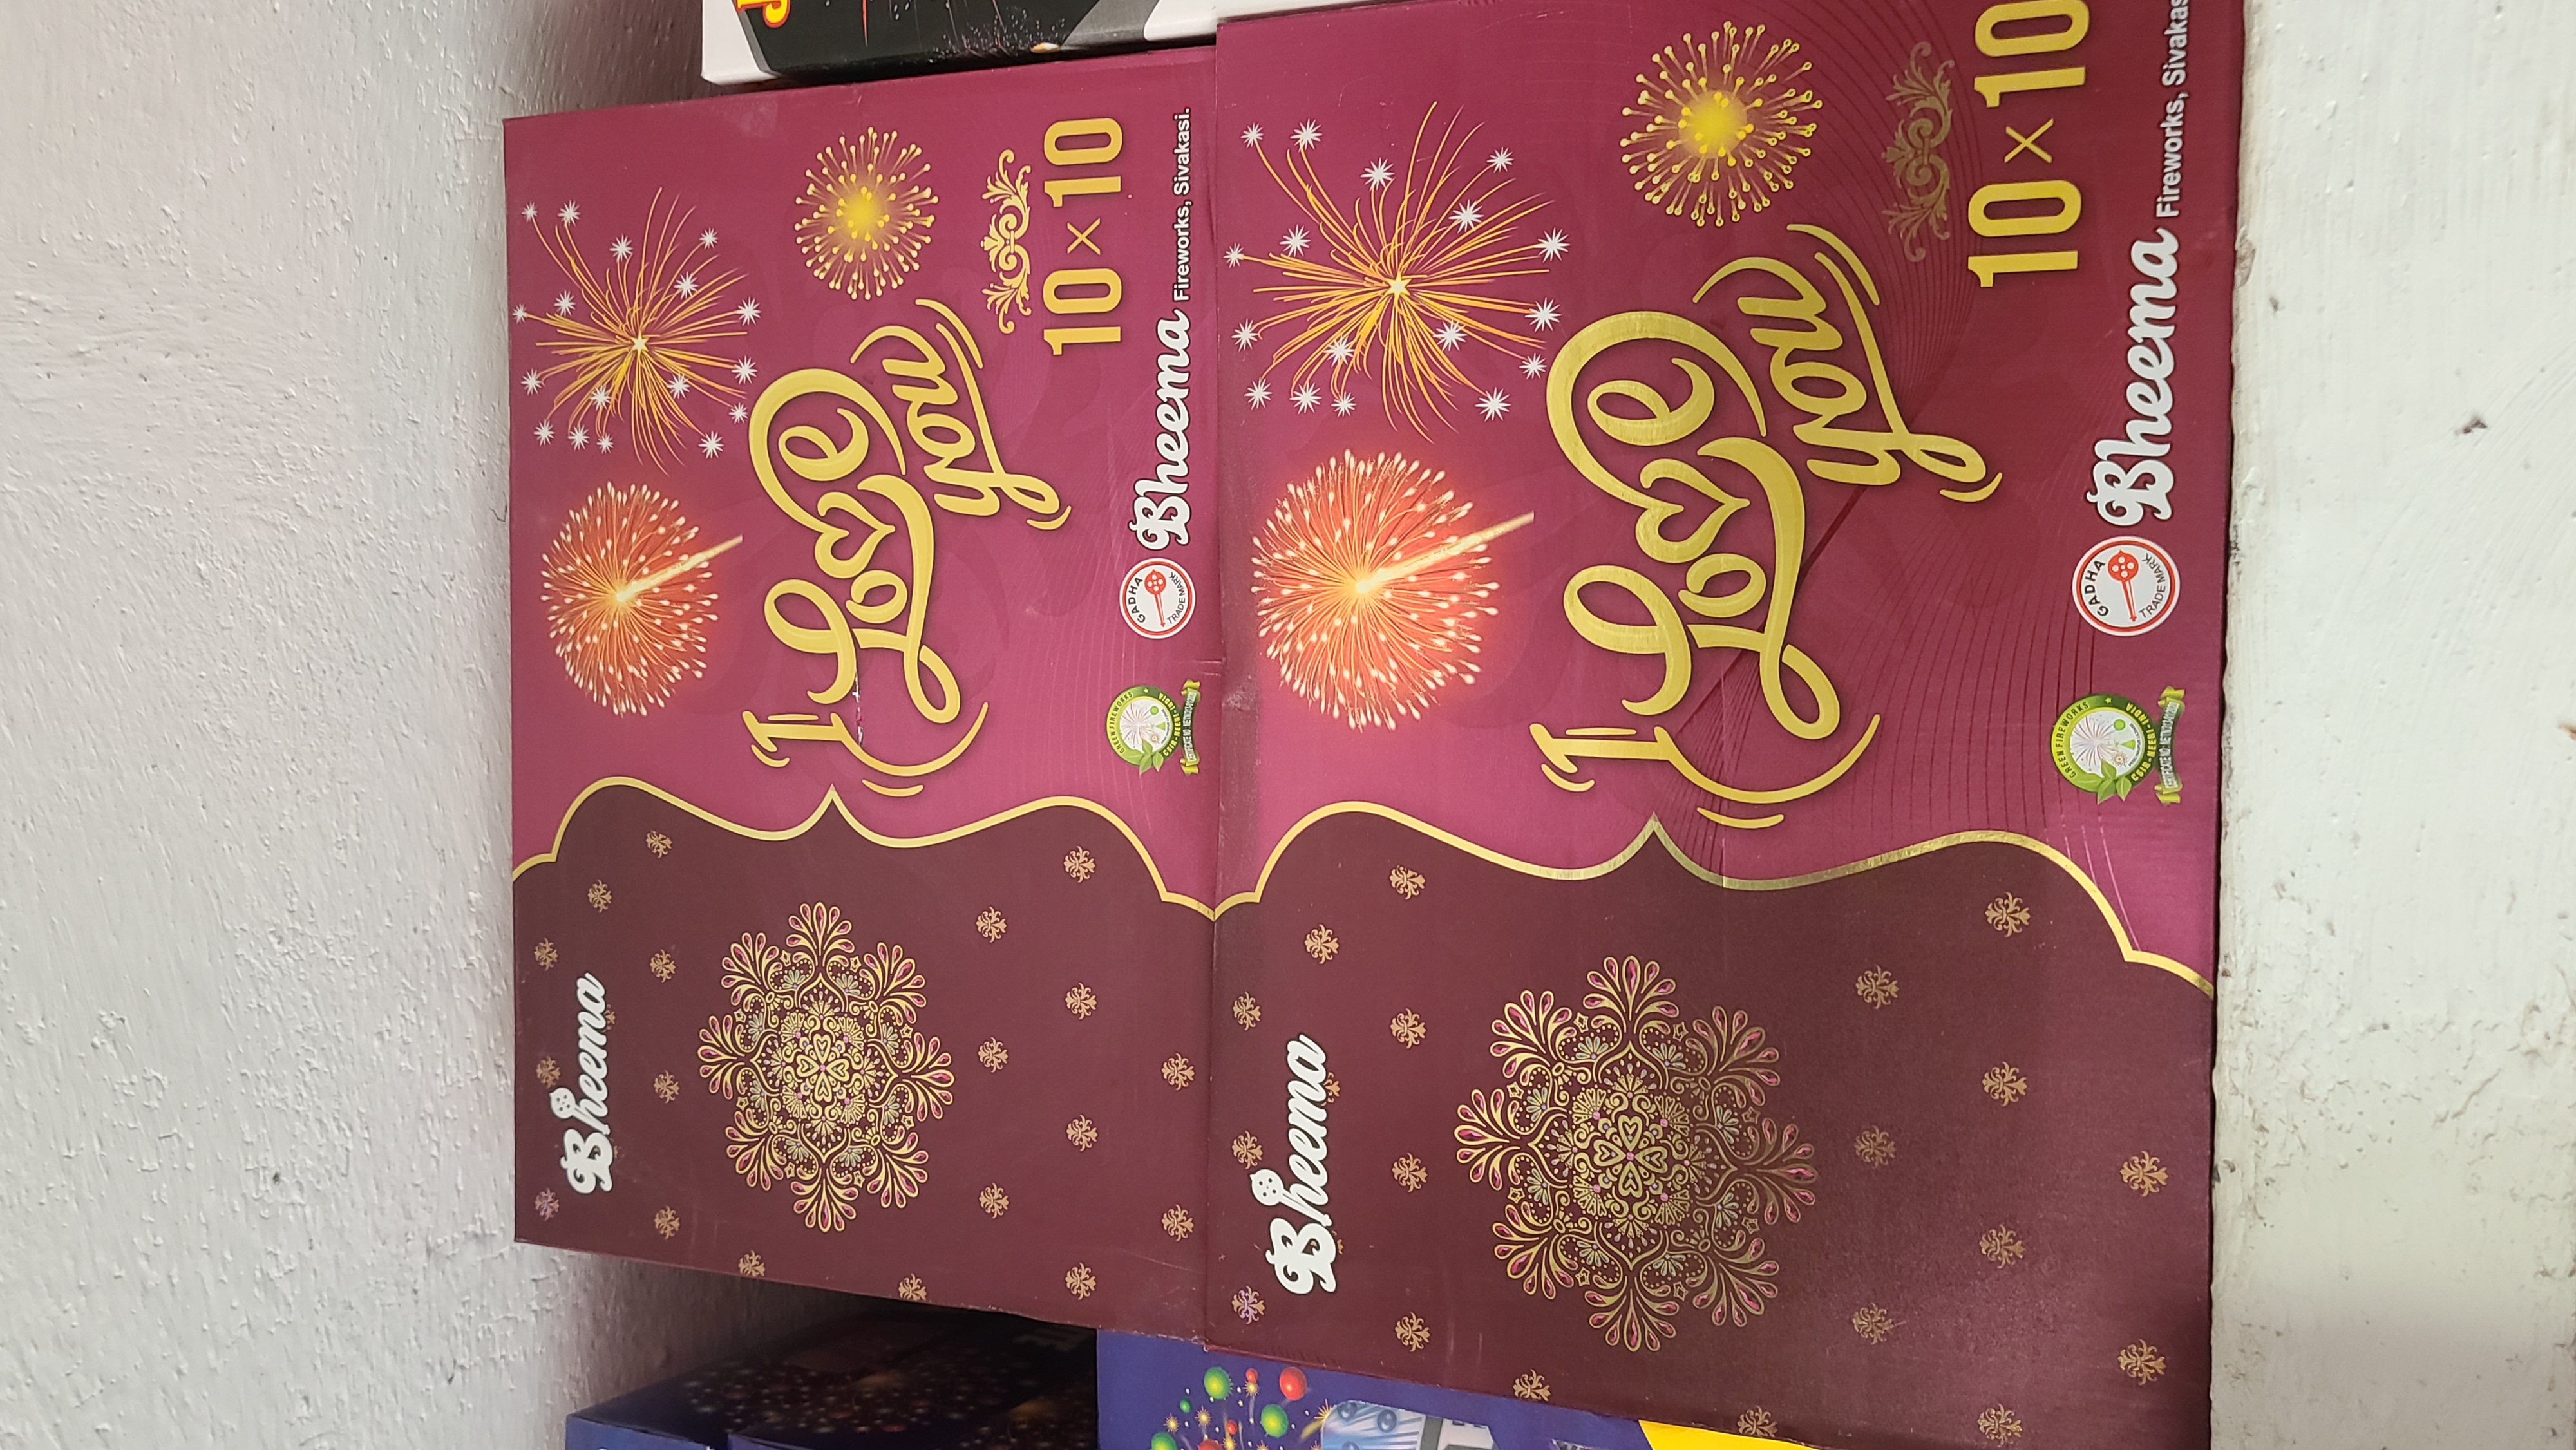 Bheema
I Love you
10 × 10
GREEN FIREWORKS
CSIR-NEERI-INDIA
GADHA
TRADE MARK
Bheema Fireworks, Sivakasi.
Bheema
I Love you
10 × 10
GREEN FIREWORKS
CSIR-NEERI-INDIA
GADHA
TRADE MARK
Bheema Fireworks, Sivakas